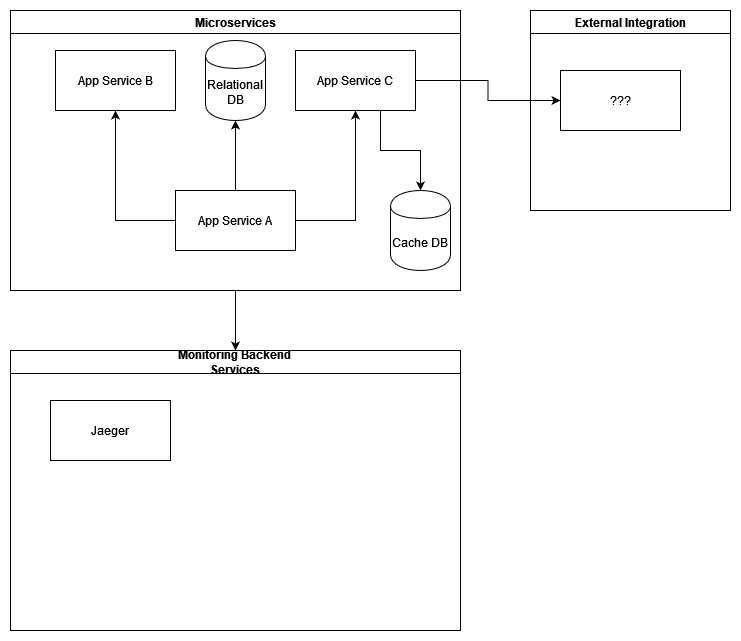 Microservices
External Integration
App Service B
Relational
DB
App Service C
???
App Service A
Cache DB
Monitoring Backend
Services
Jaeger